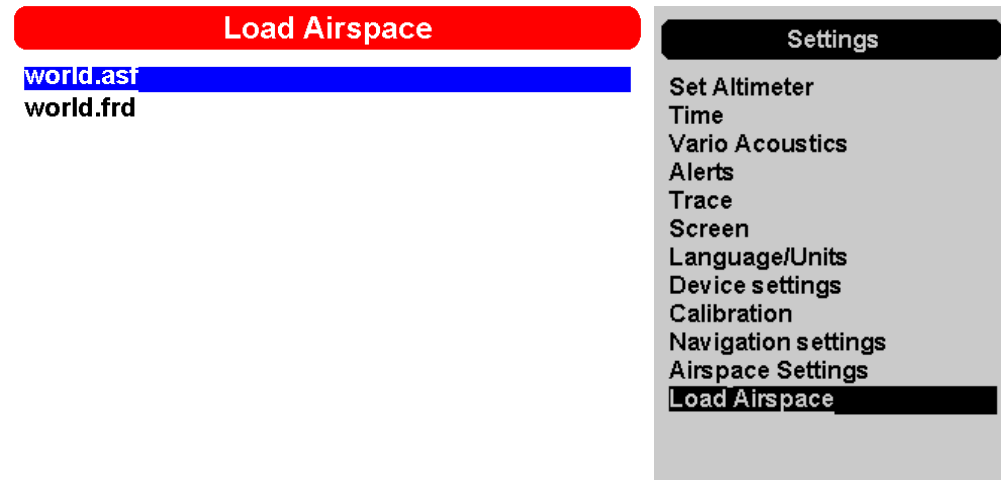 Load Airspace
world.asf
world.frd
Settings
Set Altimeter
Time
Vario Acoustics
Alerts
Trace
Screen
Language/Units
Device settings
Calibration
Navigation settings
Airspace Settings
Load Airspace